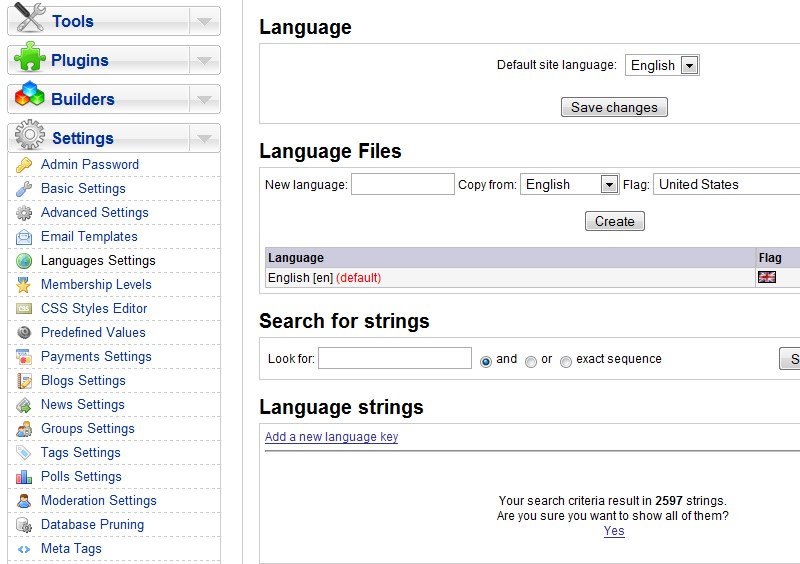 Tools
Plugins
Builders
Settings
Admin Password
Basic Settings
Advanced Settings
Email Templates
Languages Settings
Membership Levels
CSS Styles Editor
Predefined Values
Payments Settings
Blogs Settings
News Settings
Groups Settings
Tags Settings
Polls Settings
Moderation Settings
Database Pruning
Meta Tags
Language
Default site language: English
Save changes
Language Files
New language: Copy from: English Flag: United States
Create
Language Flag
English [en] (default)
Search for strings
Look for: and or exact sequence S
Language strings
Add a new language key
Your search criteria result in 2597 strings.
Are you sure you want to show all of them?
Yes